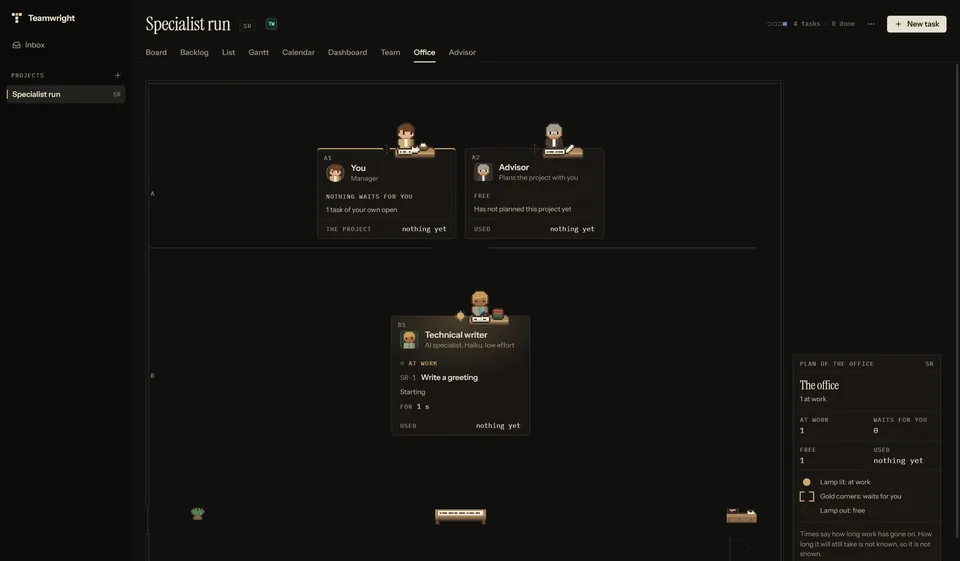 Teamwright
Inbox
PROJECTS
Specialist run SR
Specialist run SR TW
4 tasks · 0 done
New task
Board Backlog List Gantt Calendar Dashboard Team Office Advisor
A
A1
You
Manager
NOTHING WAITS FOR YOU
1 task of your own open
THE PROJECT nothing yet
A2
Advisor
Plans the project with you
FREE
Has not planned this project yet
USED nothing yet
B
B1
Technical writer
AI specialist, Haiku, low effort
AT WORK
SR-1 Write a greeting
Starting
FOR 1 s
USED nothing yet
PLAN OF THE OFFICE SR
The office
1 at work
AT WORK WAITS FOR YOU
1 0
FREE USED
1 nothing yet
Lamp lit: at work
Gold corners: waits for you
Lamp out: free
Times say how long work has gone on. How
long it will still take is not known, so it is not
shown.